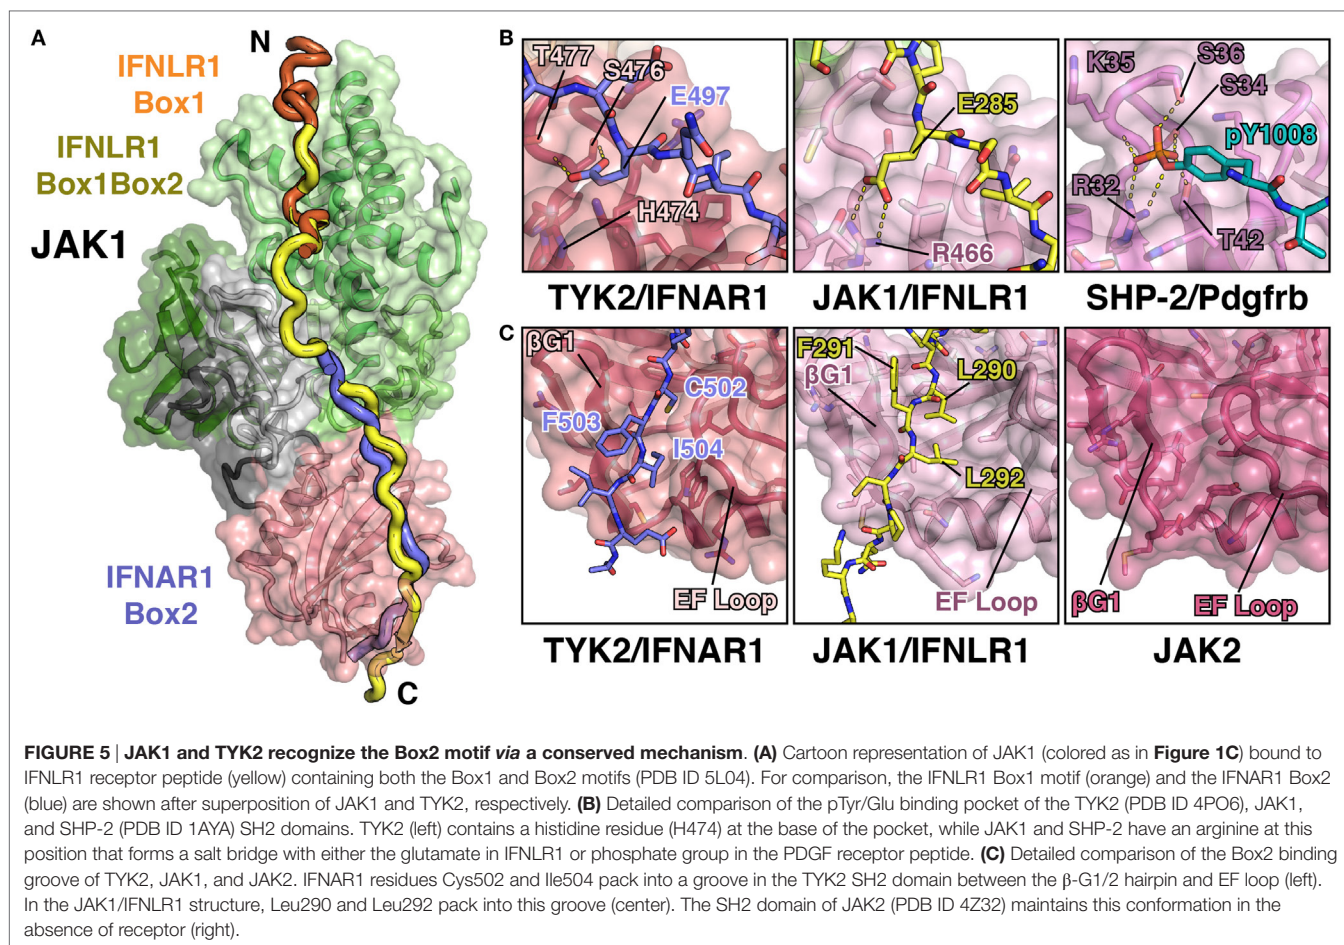 A
N
IFNLR1
Box1
IFNLR1
Box1Box2
JAK1
IFNAR1
Box2
C
B
T477
S476
E497
H474
TYK2/IFNAR1
E285
R466
JAK1/IFNLR1
K35
S36
S34
pY1008
R32
T42
SHP-2/Pdgfrb
C
βG1
C502
F503
I504
EF Loop
TYK2/IFNAR1
F291
βG1
L290
L292
EF Loop
JAK1/IFNLR1
βG1
EF Loop
JAK2
FIGURE 5 | JAK1 and TYK2 recognize the Box2 motif via a conserved mechanism. (A) Cartoon representation of JAK1 (colored as in Figure 1C) bound to
IFNLR1 receptor peptide (yellow) containing both the Box1 and Box2 motifs (PDB ID 5L04). For comparison, the IFNLR1 Box1 motif (orange) and the IFNAR1 Box2
(blue) are shown after superposition of JAK1 and TYK2, respectively. (B) Detailed comparison of the pTyr/Glu binding pocket of the TYK2 (PDB ID 4PO6), JAK1,
and SHP-2 (PDB ID 1AYA) SH2 domains. TYK2 (left) contains a histidine residue (H474) at the base of the pocket, while JAK1 and SHP-2 have an arginine at this
position that forms a salt bridge with either the glutamate in IFNLR1 or phosphate group in the PDGF receptor peptide. (C) Detailed comparison of the Box2 binding
groove of TYK2, JAK1, and JAK2. IFNAR1 residues Cys502 and Ile504 pack into a groove in the TYK2 SH2 domain between the β-G1/2 hairpin and EF loop (left).
In the JAK1/IFNLR1 structure, Leu290 and Leu292 pack into this groove (center). The SH2 domain of JAK2 (PDB ID 4Z32) maintains this conformation in the
absence of receptor (right).